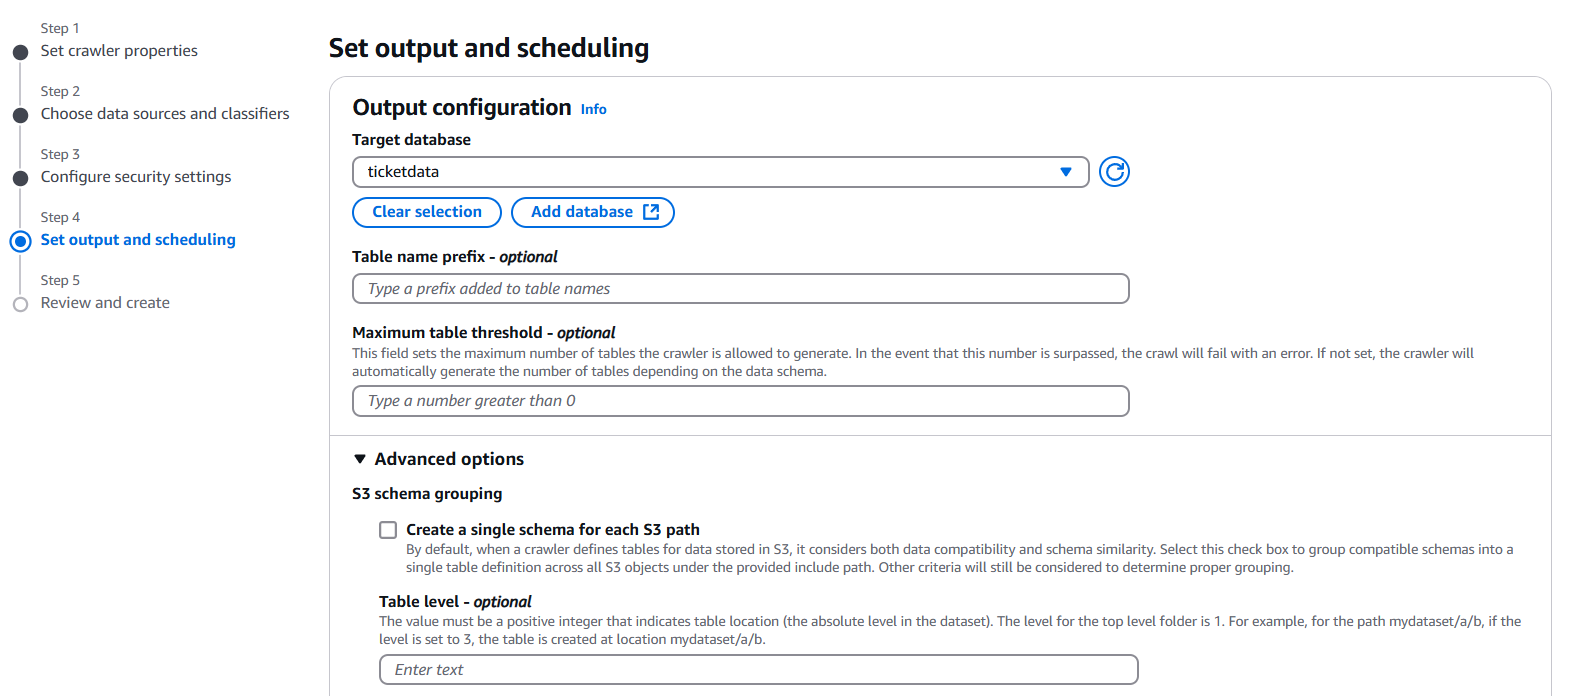 Step 1
Set crawler properties
Step 2
Choose data sources and classifiers
Step 3
Configure security settings
Step 4
Set output and scheduling
Step 5
Review and create
Set output and scheduling
Output configuration Info
Target database
ticketdata
Clear selection Add database
Table name prefix - optional
Type a prefix added to table names
Maximum table threshold - optional
This field sets the maximum number of tables the crawler is allowed to generate. In the event that this number is surpassed, the crawl will fail with an error. If not set, the crawler will
automatically generate the number of tables depending on the data schema.
Type a number greater than 0
Advanced options
S3 schema grouping
Create a single schema for each S3 path
By default, when a crawler defines tables for data stored in S3, it considers both data compatibility and schema similarity. Select this check box to group compatible schemas into a
single table definition across all S3 objects under the provided include path. Other criteria will still be considered to determine proper grouping.
Table level - optional
The value must be a positive integer that indicates table location (the absolute level in the dataset). The level for the top level folder is 1. For example, for the path mydataset/a/b, if the
level is set to 3, the table is created at location mydataset/a/b.
Enter text